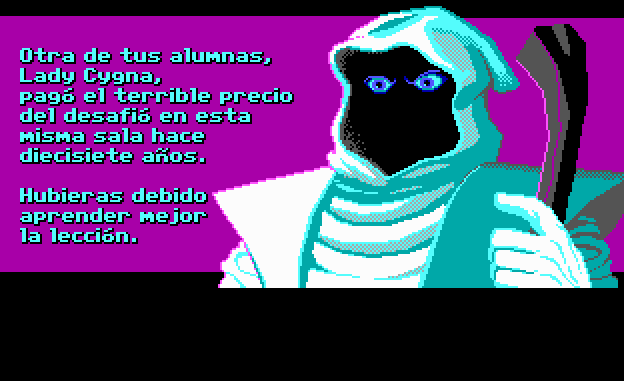 Otra de tus alumnas,
Lady Cygna,
pagó el terrible precio
del desafió en esta
misma sala hace
diecisiete años.
Hubieras debido
aprender mejor
la lección.